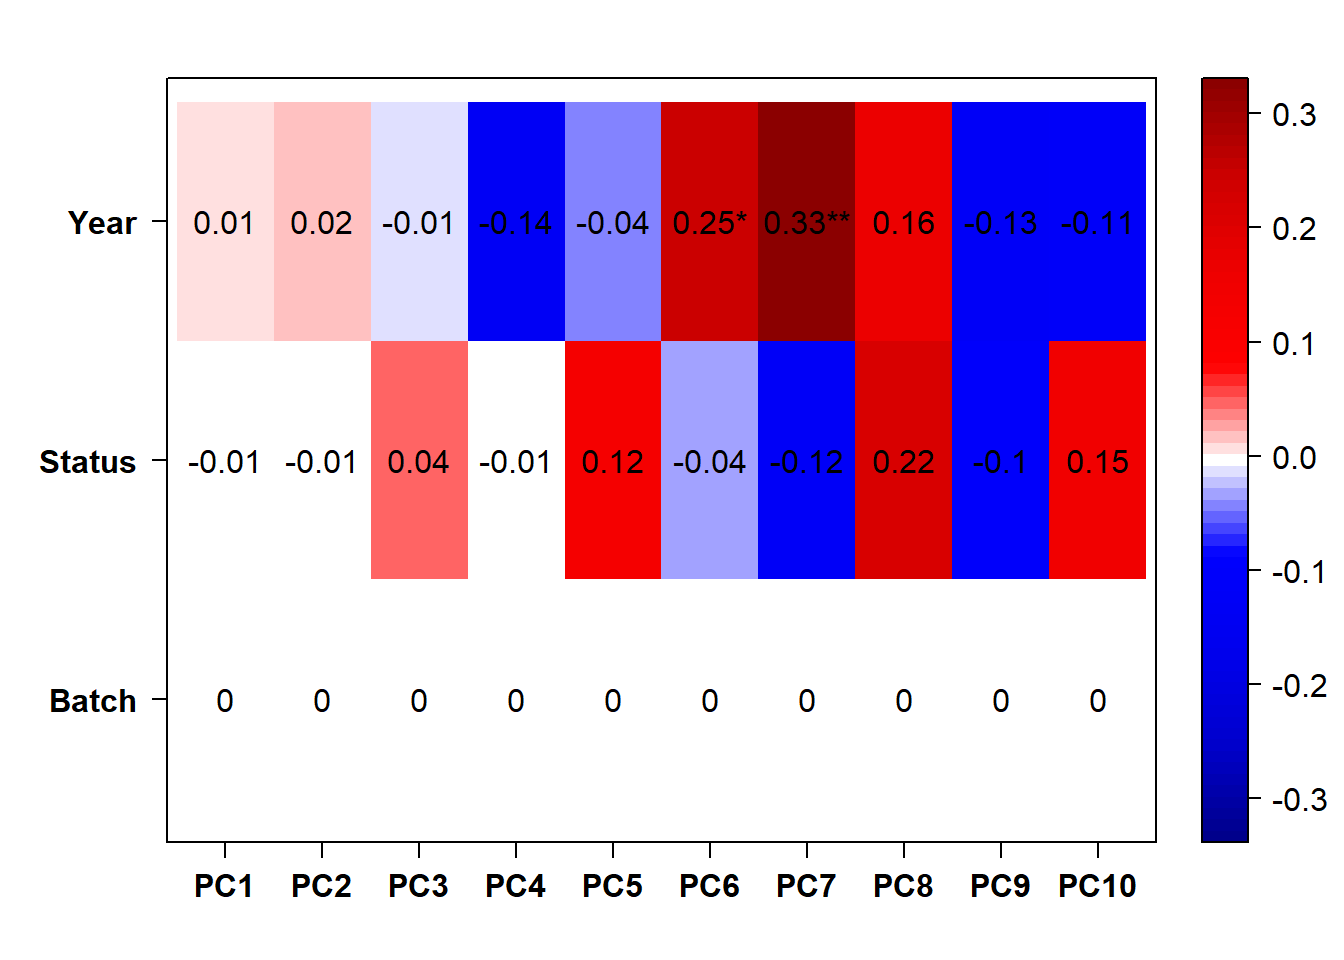 0.3
Year 0.01 0.02 -0.01 -0.14 -0.04 0.25* 0.33** 0.16 -0.13 -0.11
0.2
0.1
Status -0.01 -0.01 0.04 -0.01 0.12 -0.04 -0.12 0.22 -0.1 0.15
0.0
-0.1
-0.2
Batch 0 0 0 0 0 0 0 0 0 0
-0.3
PC1 PC2 PC3 PC4 PC5 PC6 PC7 PC8 PC9 PC10